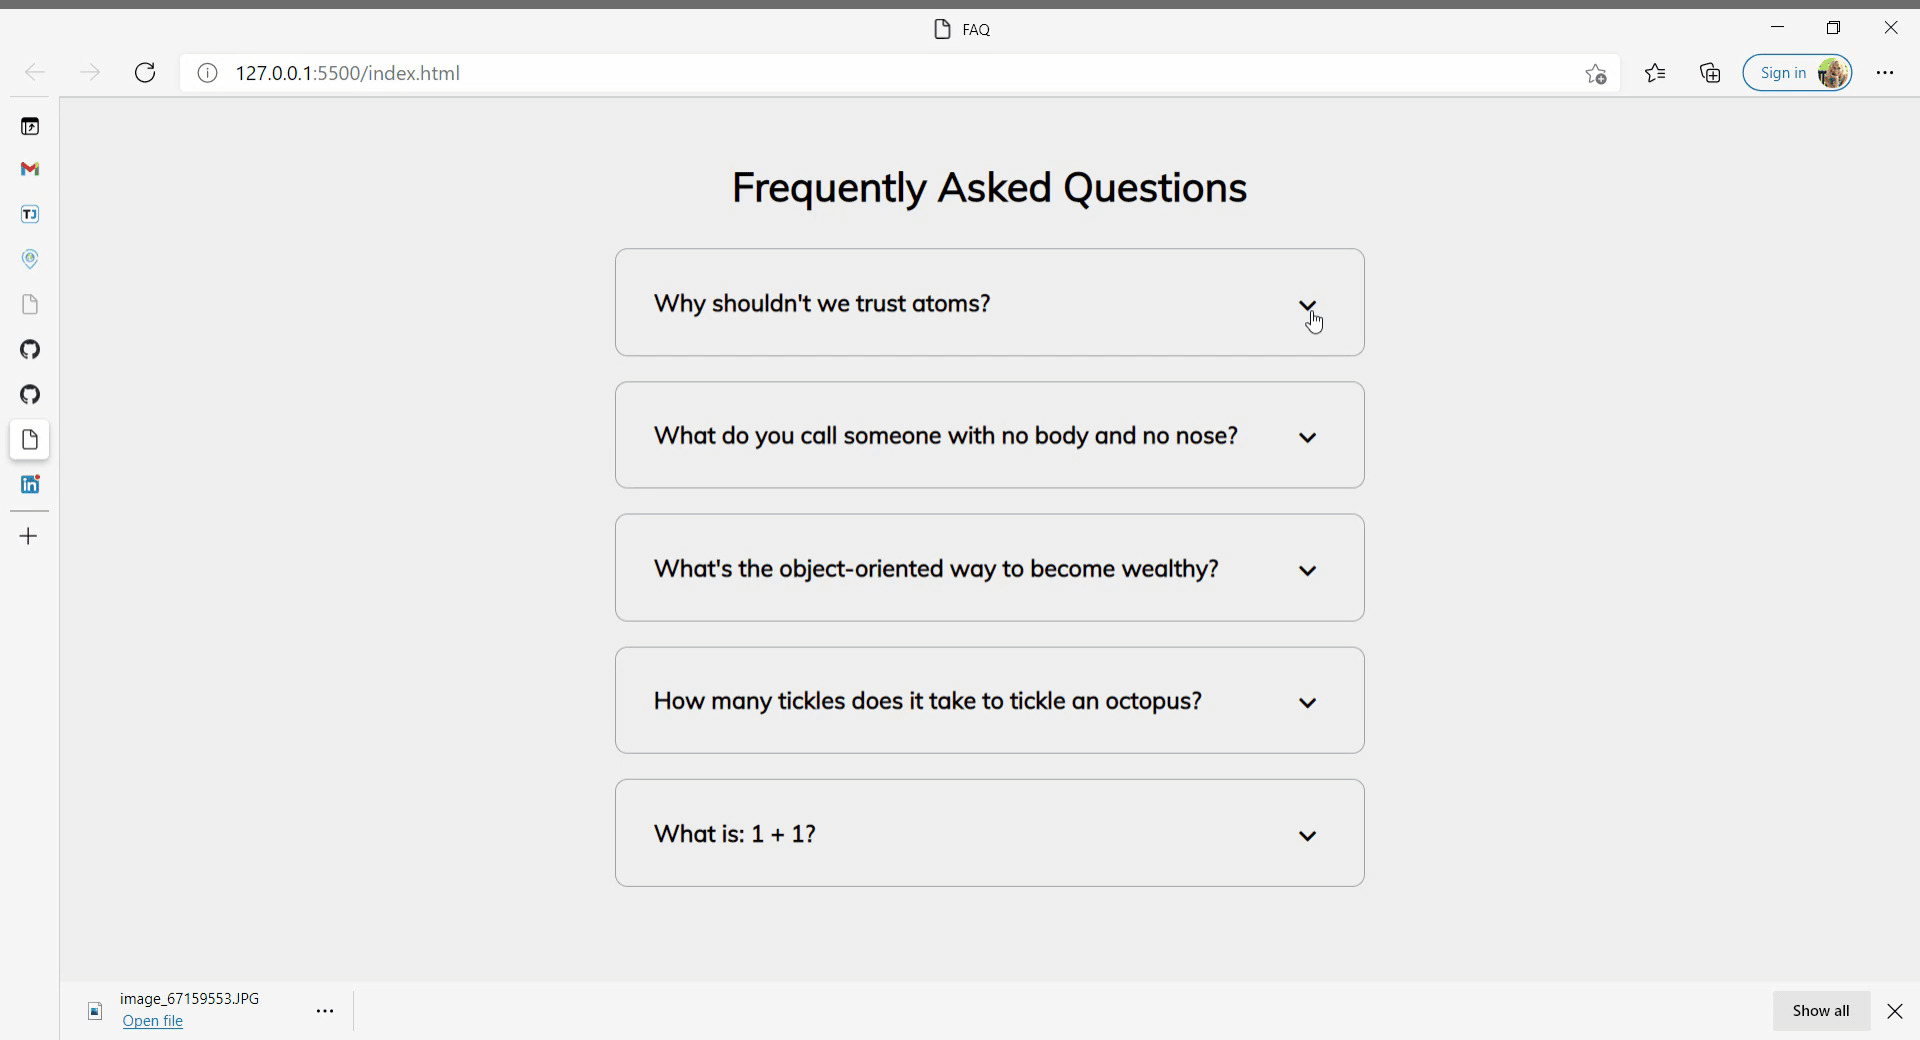 FAQ
127.0.0.1:5500/index.html
Sign in
TJ
in
Frequently Asked Questions
Why shouldn't we trust atoms?
What do you call someone with no body and no nose?
What's the object-oriented way to become wealthy?
How many tickles does it take to tickle an octopus?
What is: 1 + 1?
image_67159553.JPG
Open file
Show all